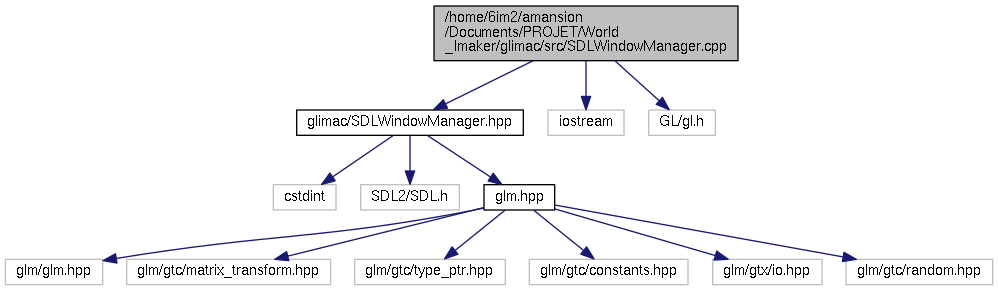 /home/6im2/amansion
/Documents/PROJET/World
_Imaker/glimac/src/SDLWindowManager.cpp
glimac/SDLWindowManager.hpp
iostream
GL/gl.h
cstdint
SDL2/SDL.h
glm.hpp
glm/glm.hpp
glm/gtc/matrix_transform.hpp
glm/gtc/type_ptr.hpp
glm/gtc/constants.hpp
glm/gtx/io.hpp
glm/gtc/random.hpp